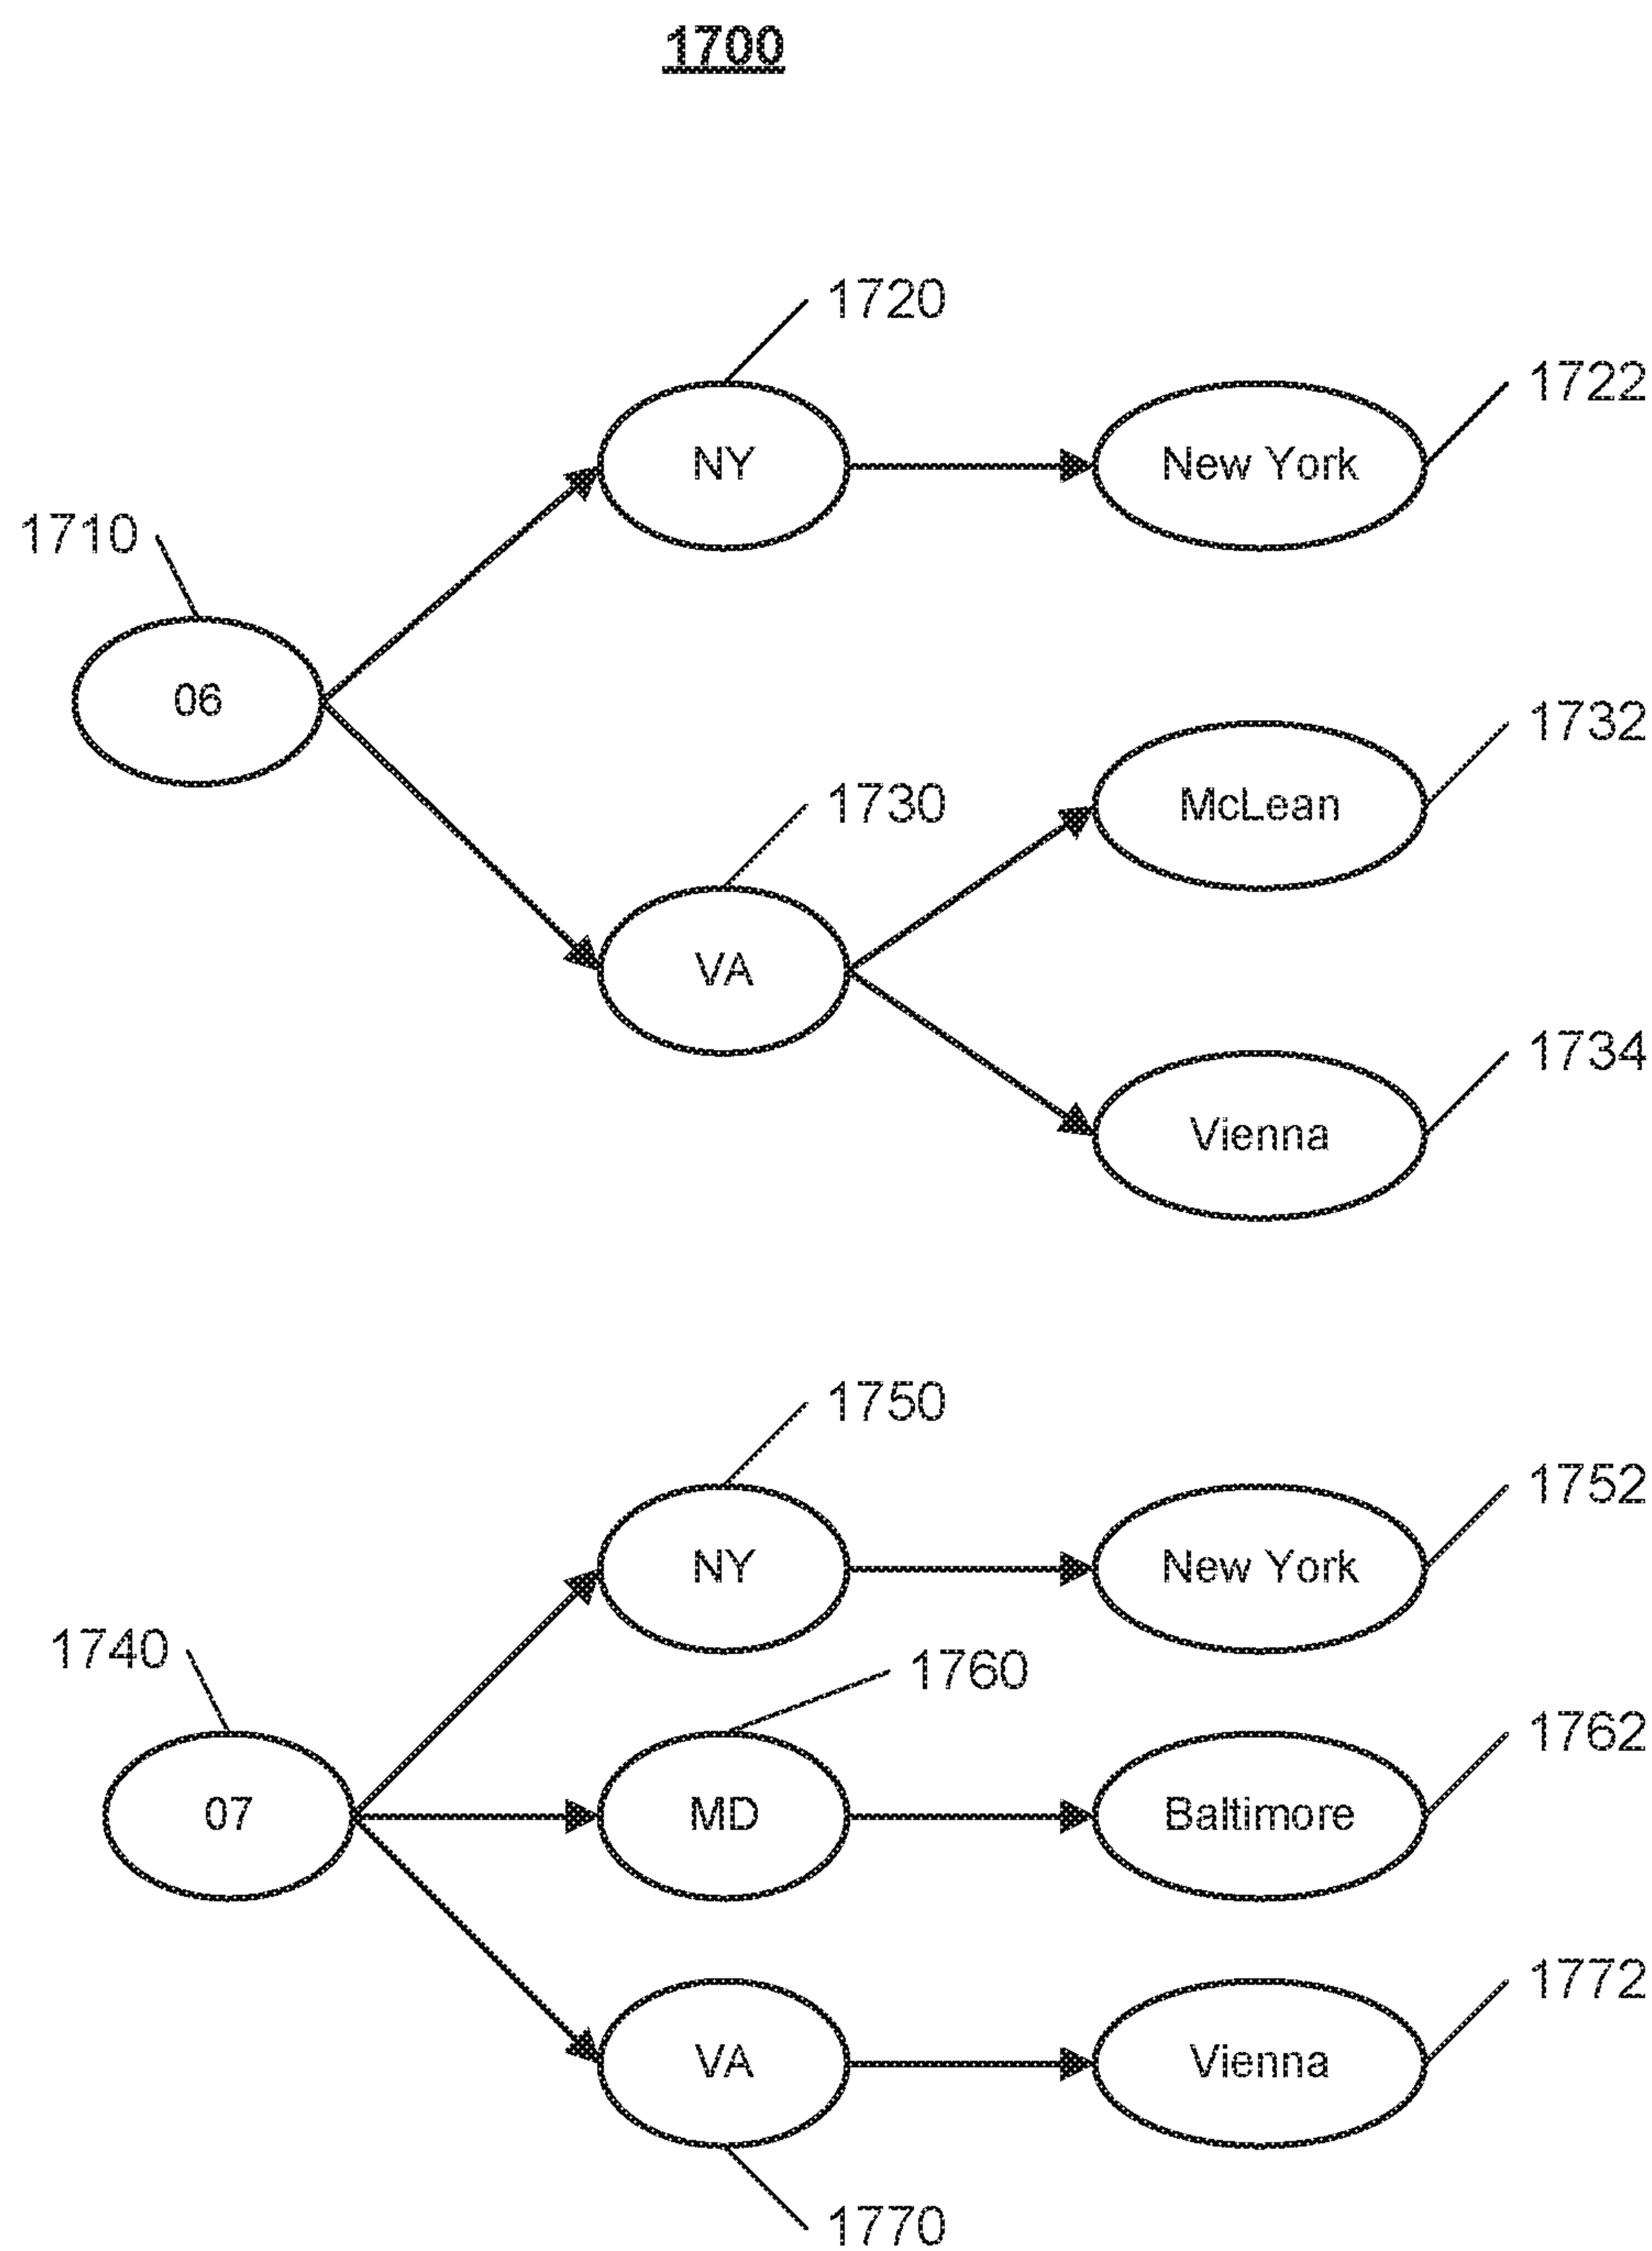 1700
1720
1722
NY
New York
1710
06
1732
1730
McLean
VA
1734
Vienna
1750
1752
NY
New York
1740
1760
1762
07
MD
Baltimore
1772
VA
Vienna
1770